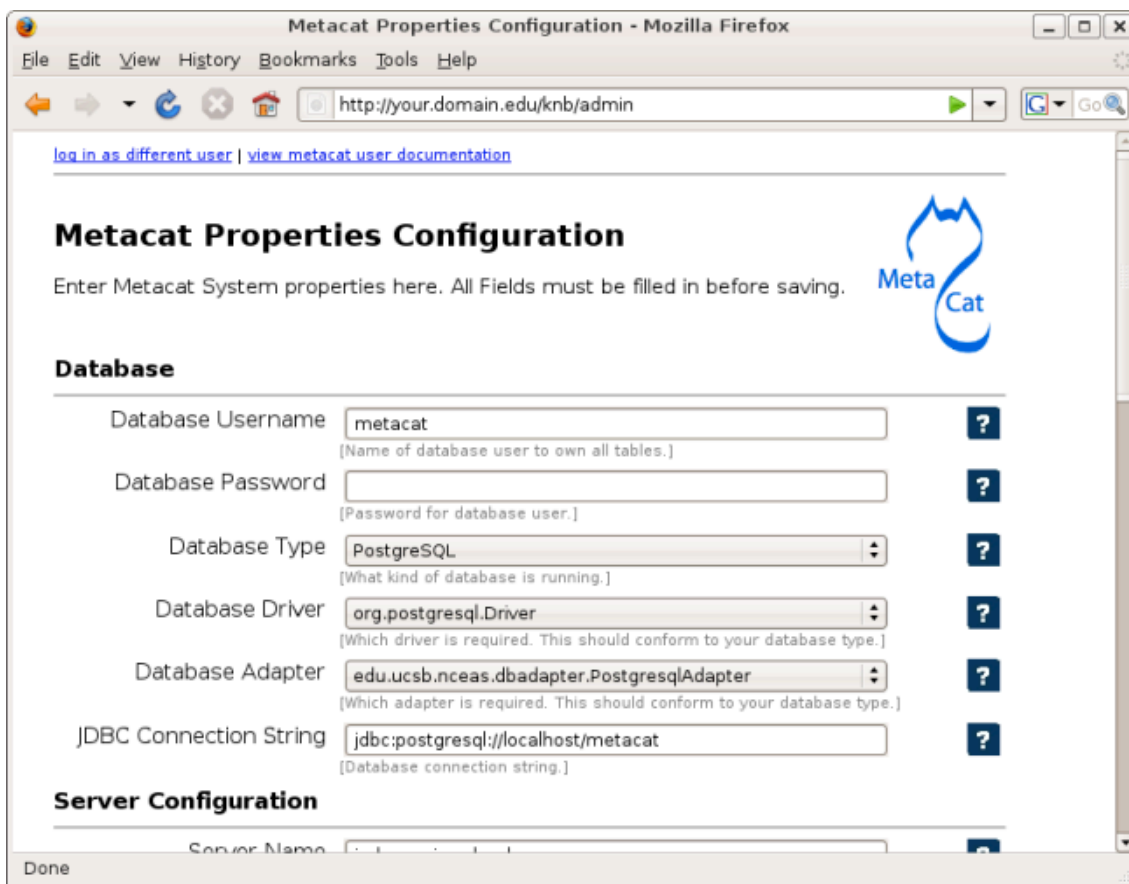 Metacat Properties Configuration - Mozilla Firefox
File Edit View History Bookmarks Tools Help
http://your.domain.edu/knb/admin
G Go
log in as different user | view metacat user documentation
Metacat Properties Configuration
Enter Metacat System properties here. All Fields must be filled in before saving.
Meta
Cat
Database
Database Username metacat ?
[Name of database user to own all tables.]
Database Password ?
[Password for database user.]
Database Type PostgreSQL ?
[What kind of database is running.]
Database Driver org.postgresql.Driver ?
[Which driver is required. This should conform to your database type.]
Database Adapter edu.ucsb.nceas.dbadapter.PostgresqlAdapter ?
[Which adapter is required. This should conform to your database type.]
JDBC Connection String jdbc:postgresql://localhost/metacat ?
[Database connection string.]
Server Configuration
Server Name
Done